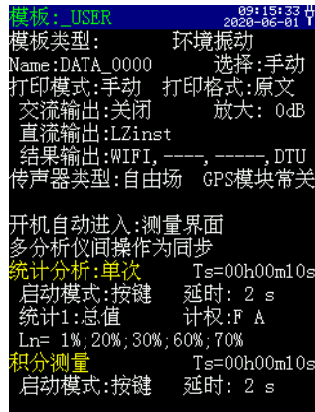 模板:_USER 09:15:33
2020-06-01
模板类型: 环境振动
Name:DATA_0000 选择:手动
打印模式:手动 打印格式:原文
交流输出:关闭 放大: 0dB
直流输出:LZinst
结果输出:WIFI,----,-----,DTU
传声器类型:自由场 GPS模块常关
开机自动进入:测量界面
多分析仪间操作为同步
统计分析:单次 Ts=00h00m10s
启动模式:按键 延时: 2 s
统计1:总值 计权:F A
Ln= 1%;20%;30%;60%;70%
积分测量 Ts=00h00m10s
启动模式:按键 延时: 2 s